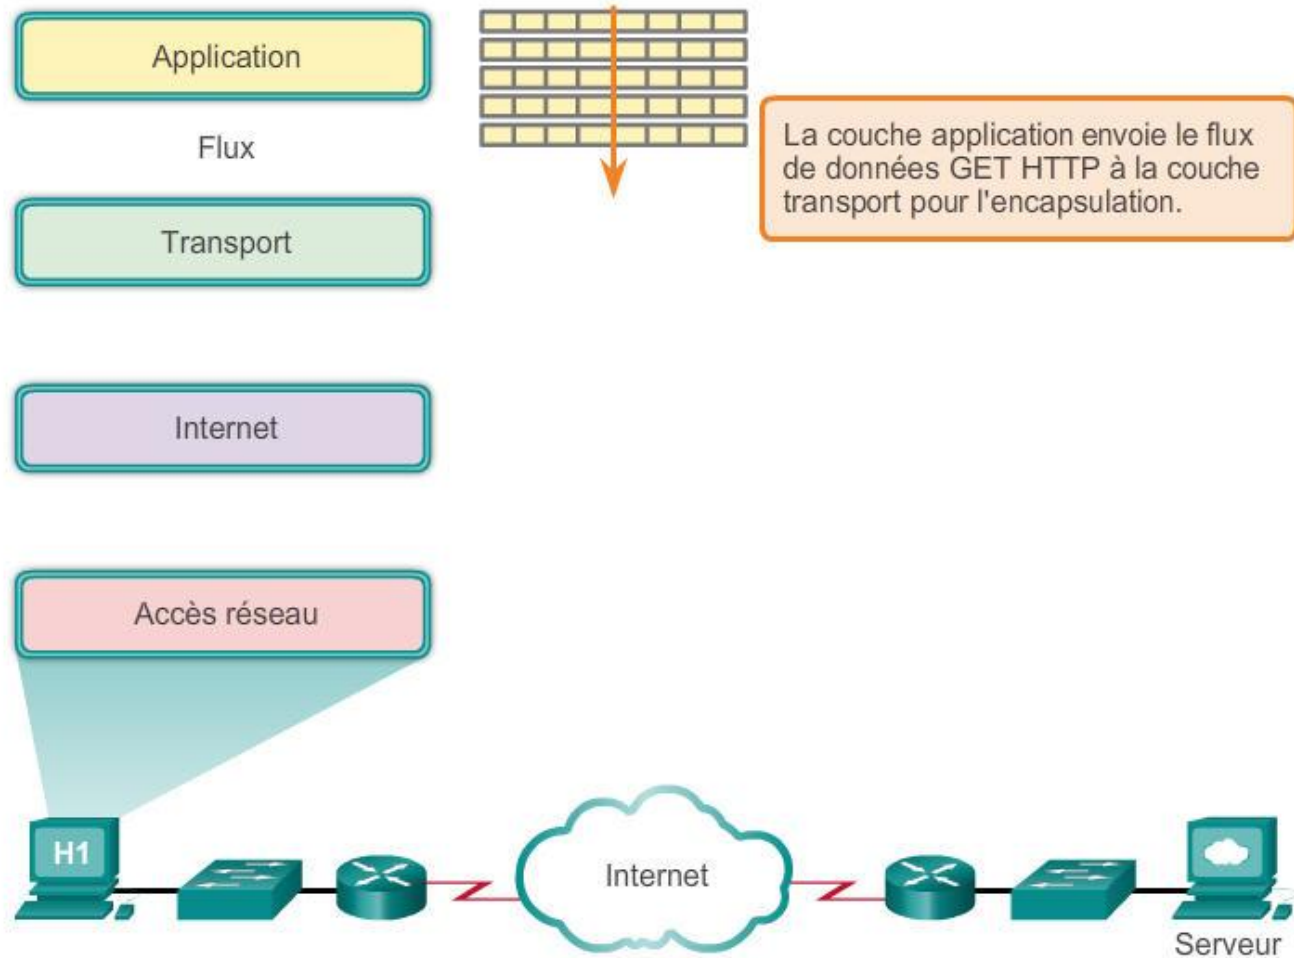 Application
Flux
La couche application envoie le flux
de données GET HTTP à la couche
transport pour l'encapsulation.
Transport
Internet
Accès réseau
H1
Internet
Serveur